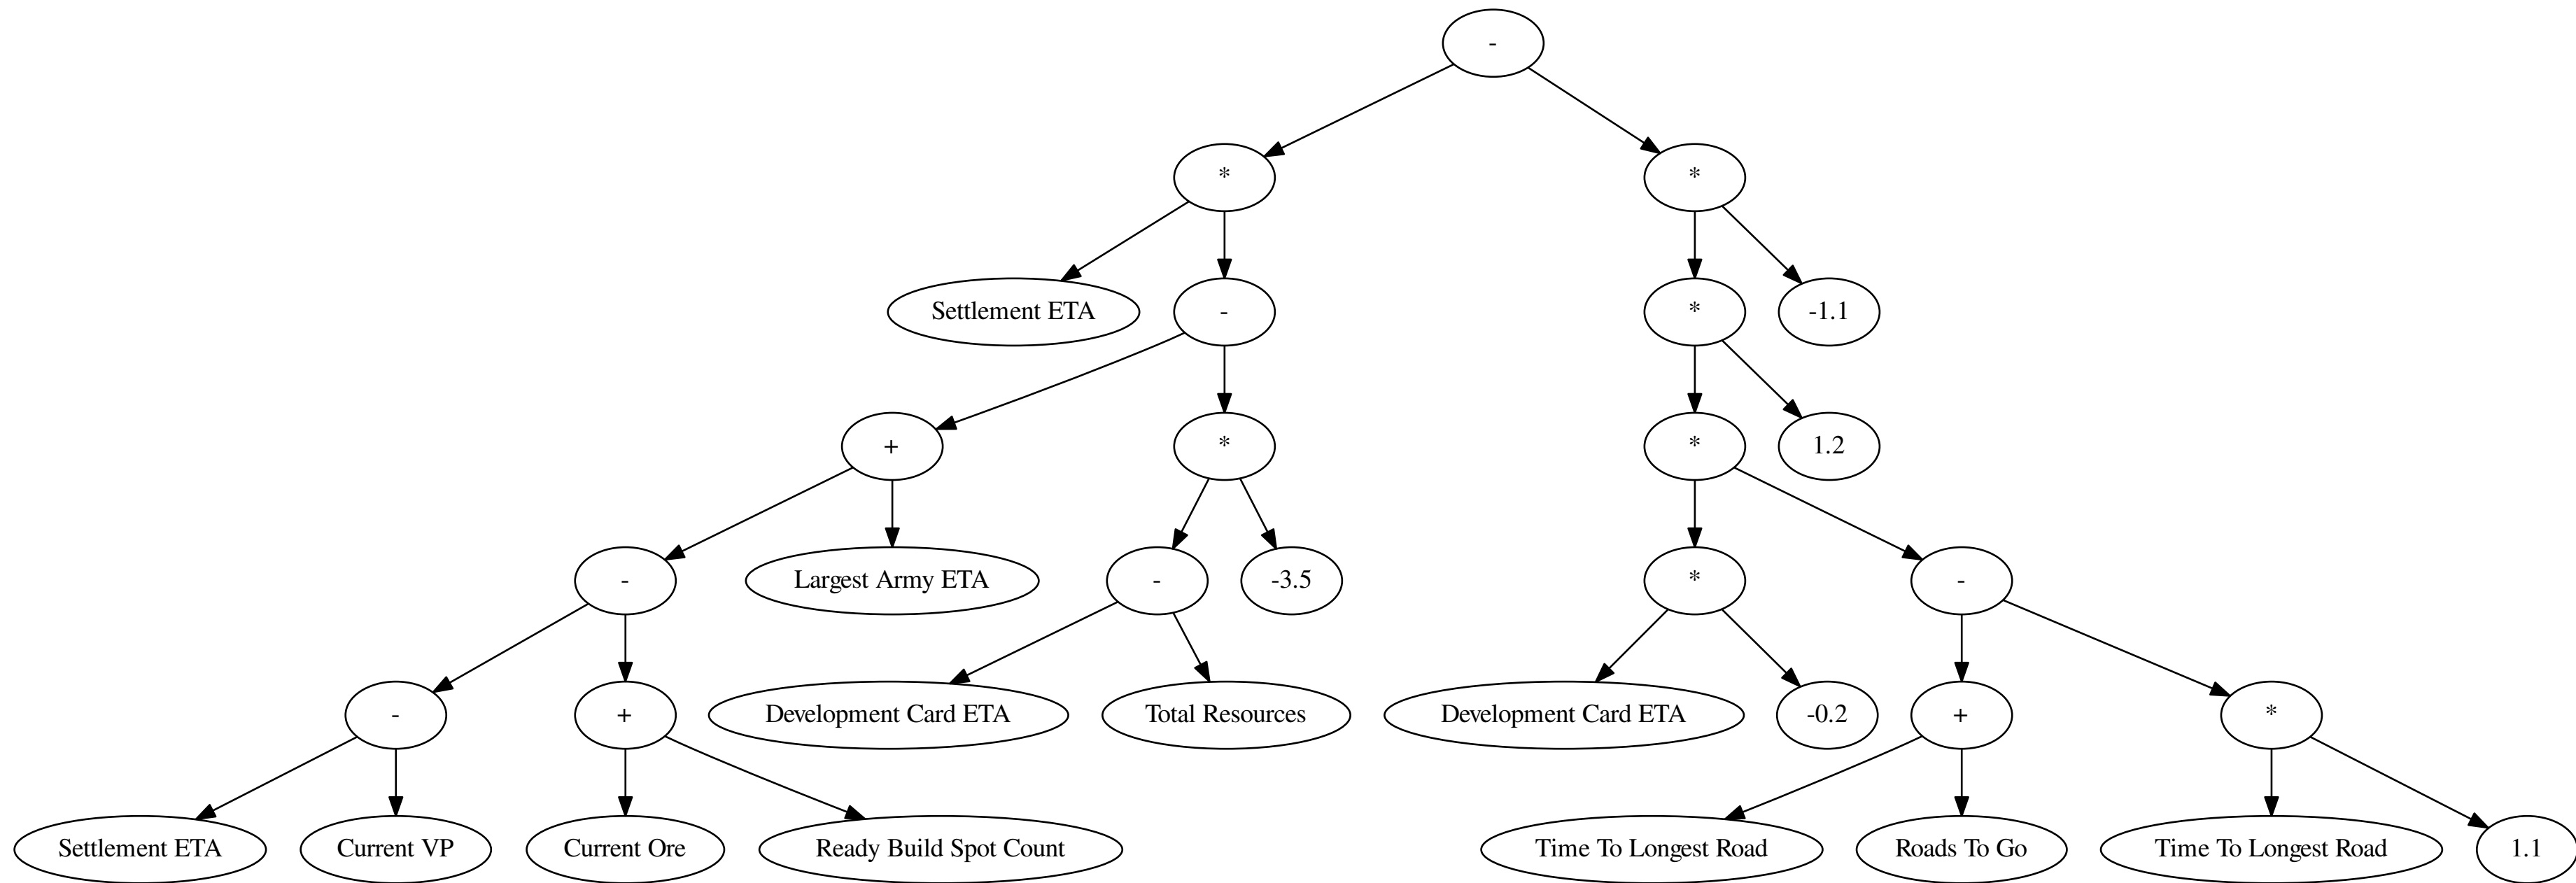 -
*
*
Settlement ETA
-
*
-1.1
+
*
*
1.2
-
Largest Army ETA
-
-3.5
*
-
-
+
Development Card ETA
Total Resources
Development Card ETA
-0.2
+
*
Settlement ETA
Current VP
Current Ore
Ready Build Spot Count
Time To Longest Road
Roads To Go
Time To Longest Road
1.1